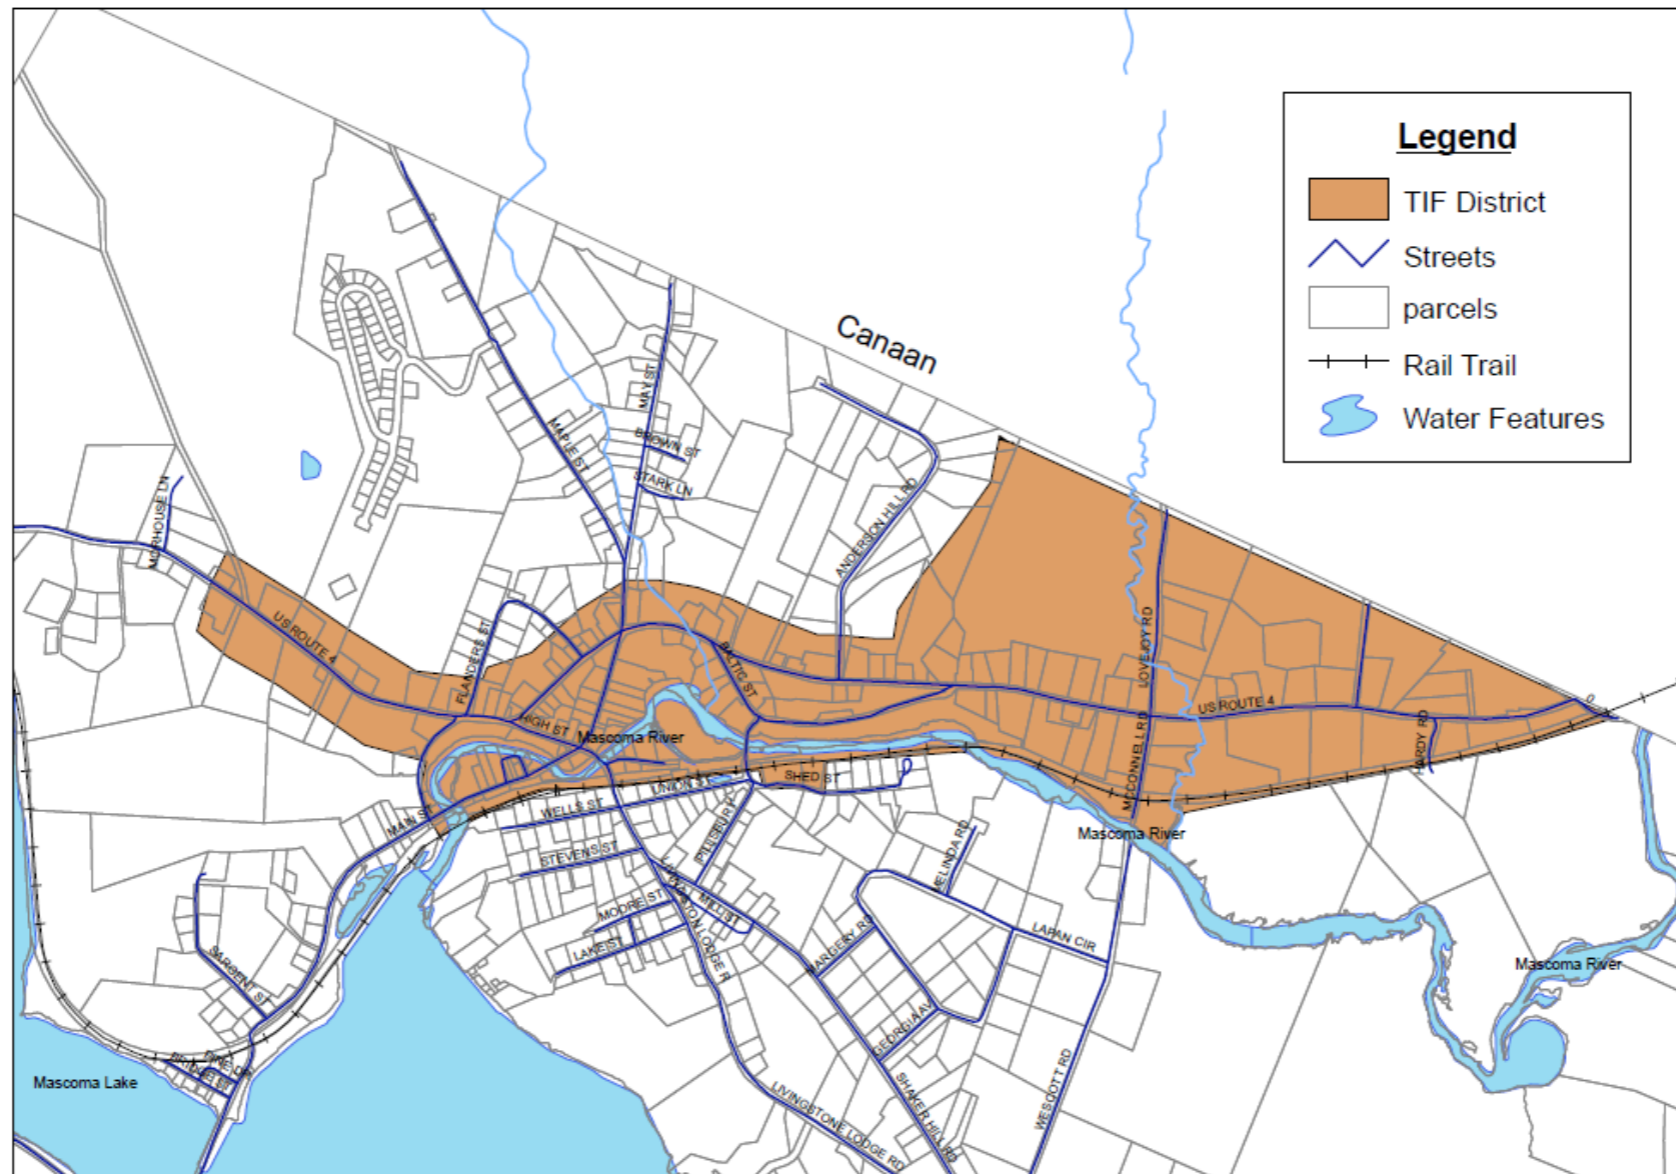 Legend
TIF District
Streets
parcels
Rail Trail
Water Features
Canaan
MAY ST
BROWN ST
MAPLE ST
STARK LN
MORHOUSE LN
ANDERSON HILL RD
US ROUTE 4
FLANDERS ST
BALTIC ST
LOVEJOY RD
US ROUTE 4
HIGH ST
Mascoma River
HARDY RD
MCCONNELL RD
SHED ST
UNION ST
WELLS ST
MAIN ST
PILLSBURY
Mascoma River
STEVENS ST
MELINDA RD
MOORE ST
MILL ST
LAKE ST
MARGERY RD
LAPAN CIR
SARGENT ST
Mascoma River
GEORGIA AV
BRIDGE ST
Mascoma Lake
SHAKER HILL RD
WESCOTT RD
LIVINGSTONE LODGE RD